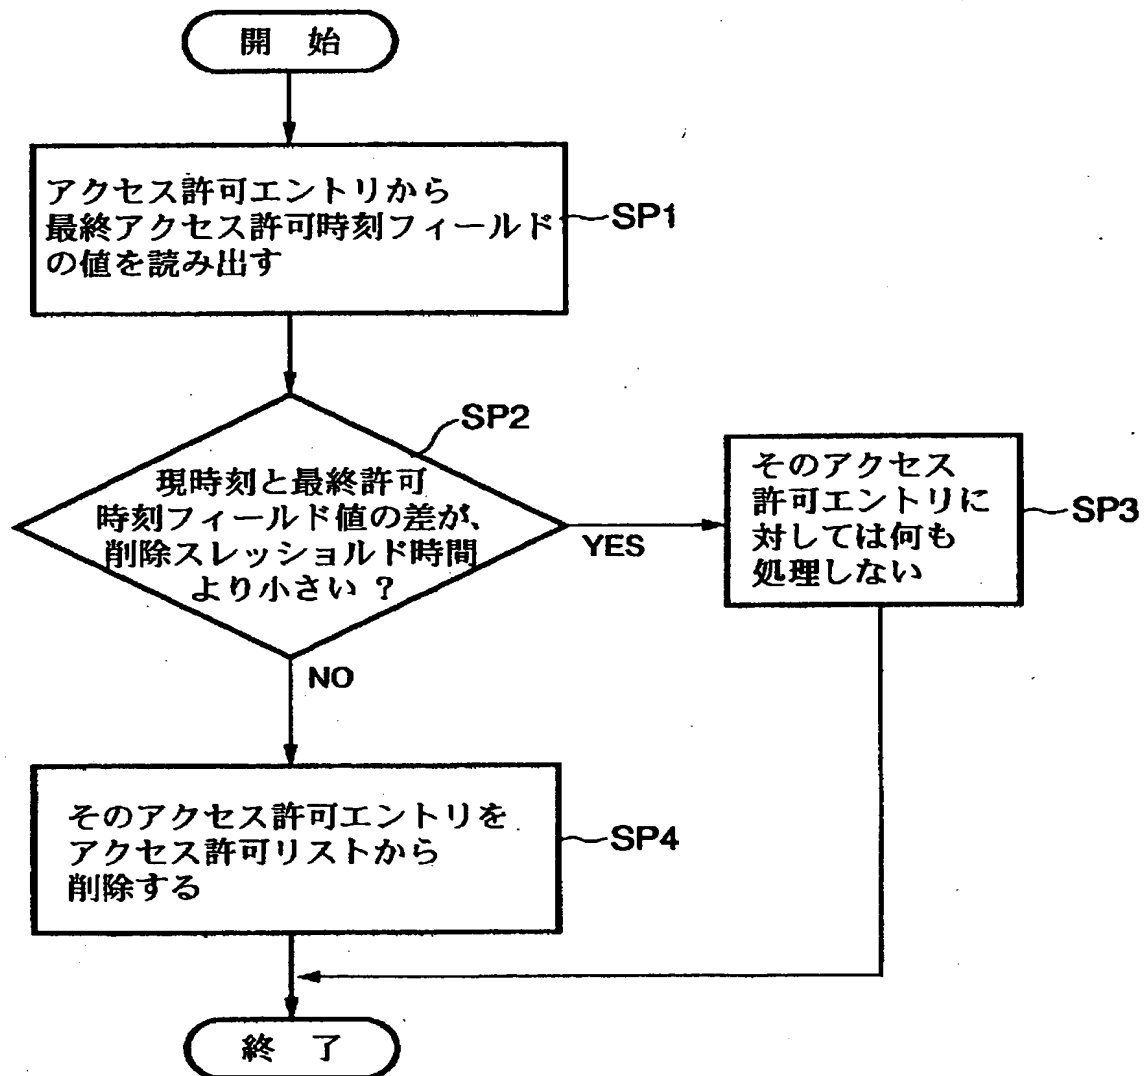 開 始
アクセス許可エントリから
最終アクセス許可時刻フィールド
の値を読み出す
SP1
SP2
現時刻と最終許可
時刻フィールド値の差が、
削除スレッショルド時間
より小さい ?
YES
そのアクセス
許可エントリに
対しては何も
処理しない
SP3
NO
そのアクセス許可エントリを
アクセス許可リストから
削除する
SP4
終 了